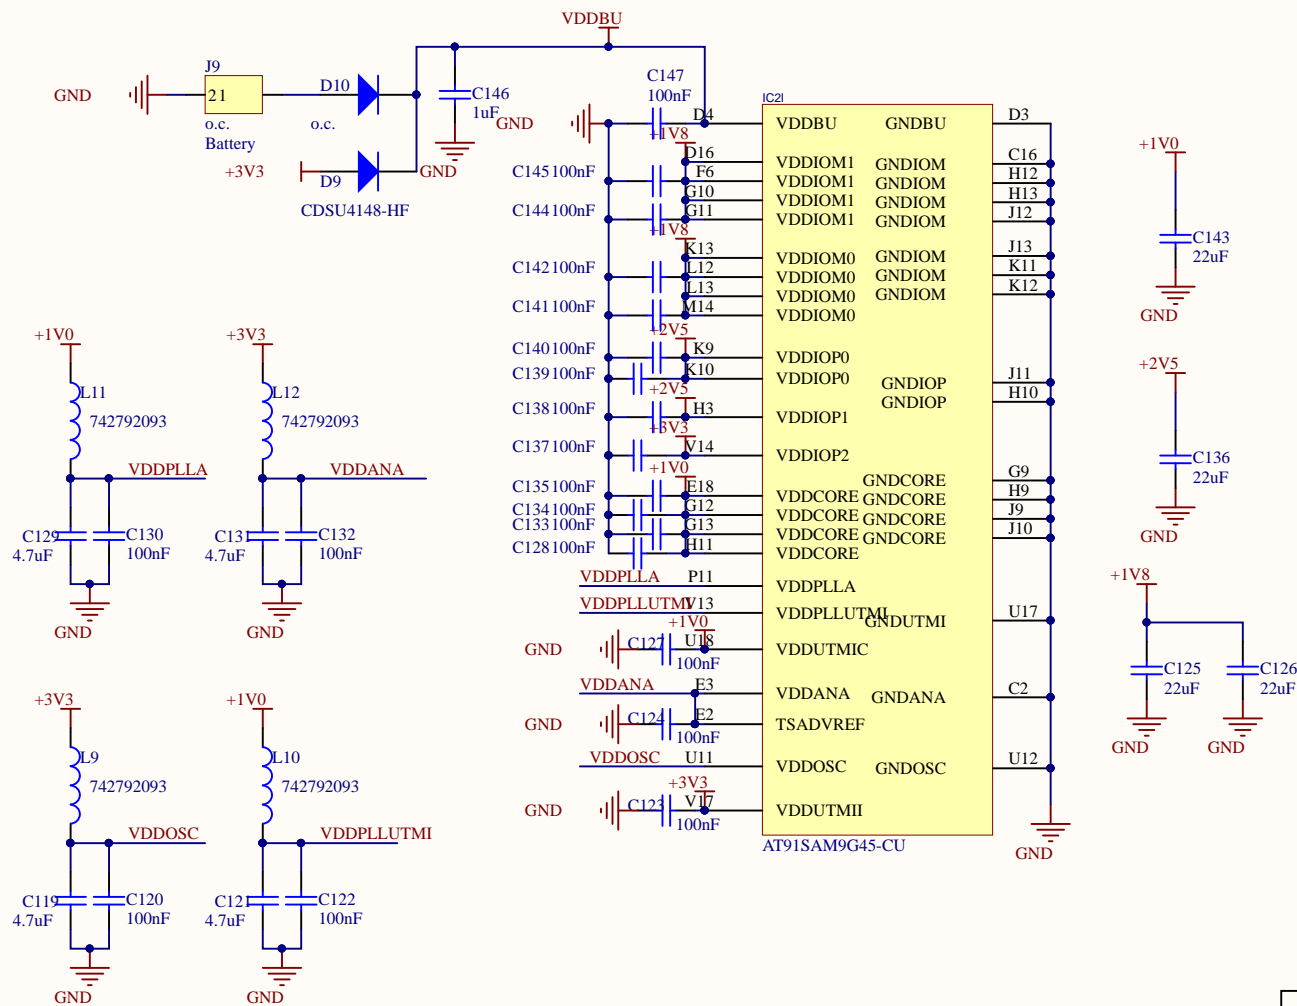 VDDBU
J9
GND
21
D10
o.c.
Battery
o.c.
C146
1uF
GND
GND
+3V3
D9
CDSU4148-HF
C147
100nF
IC2I
D4
VDDBU
GNDBU
D3
+1V8
D16
VDDIOM1
GNDIOM
C16
C145 100nF
F6
VDDIOM1
GNDIOM
H12
G10
VDDIOM1
GNDIOM
H13
C144 100nF
G11
VDDIOM1
GNDIOM
J12
+1V8
K13
VDDIOM0
GNDIOM
J13
C142 100nF
L12
VDDIOM0
GNDIOM
K11
L13
VDDIOM0
GNDIOM
K12
C141 100nF
M14
VDDIOM0
+2V5
C140 100nF
K9
VDDIOP0
C139 100nF
K10
VDDIOP0
GNDIOP
J11
+2V5
GNDIOP
H10
C138 100nF
H3
VDDIOP1
+3V3
C137 100nF
V14
VDDIOP2
+1V0
GNDCORE
G9
C135 100nF
E18
VDDCORE
GNDCORE
H9
C134 100nF
G12
VDDCORE
GNDCORE
J9
C133 100nF
G13
VDDCORE
GNDCORE
J10
C128 100nF
H11
VDDCORE
VDDPLLA
P11
VDDPLLA
VDDPLLUTMI
V13
VDDPLLUTMI
GNDUTMI
U17
+1V0
GND
C127
100nF
U18
VDDUTMIC
VDDANA
E3
VDDANA
GNDANA
C2
GND
C124
100nF
E2
TSADVREF
VDDOSC
U11
VDDOSC
GNDOSC
U12
+3V3
GND
C123
100nF
V17
VDDUTMII
AT91SAM9G45-CU
GND
+1V0
C143
22uF
GND
+2V5
C136
22uF
GND
+1V8
C125
22uF
C126
22uF
GND
GND
+1V0
L11
742792093
VDDPLLA
C129
4.7uF
C130
100nF
GND
+3V3
L12
742792093
VDDANA
C131
4.7uF
C132
100nF
GND
+3V3
L9
742792093
VDDOSC
C119
4.7uF
C120
100nF
GND
+1V0
L10
742792093
VDDPLLUTMI
C121
4.7uF
C122
100nF
GND